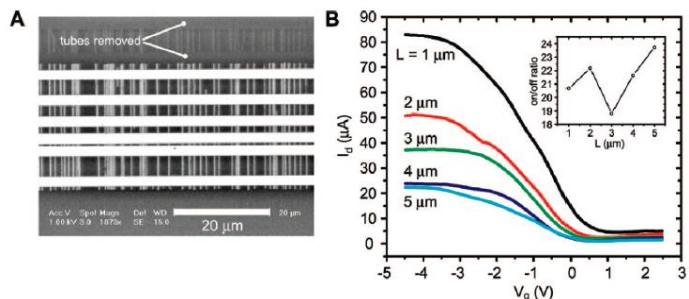 A
tubes removed
Acc.V Spot Magn Det WD
1.00 kV 3.0 1875x SE 15.0
20 μm
20 μm
B
90
80
70
60
50
40
30
20
10
0
I_d (μA)
L = 1 μm
2 μm
3 μm
4 μm
5 μm
-5 -4 -3 -2 -1 0 1 2 3
V_g (V)
on/off ratio
24
23
22
21
20
19
18
1 2 3 4 5
L (μm)